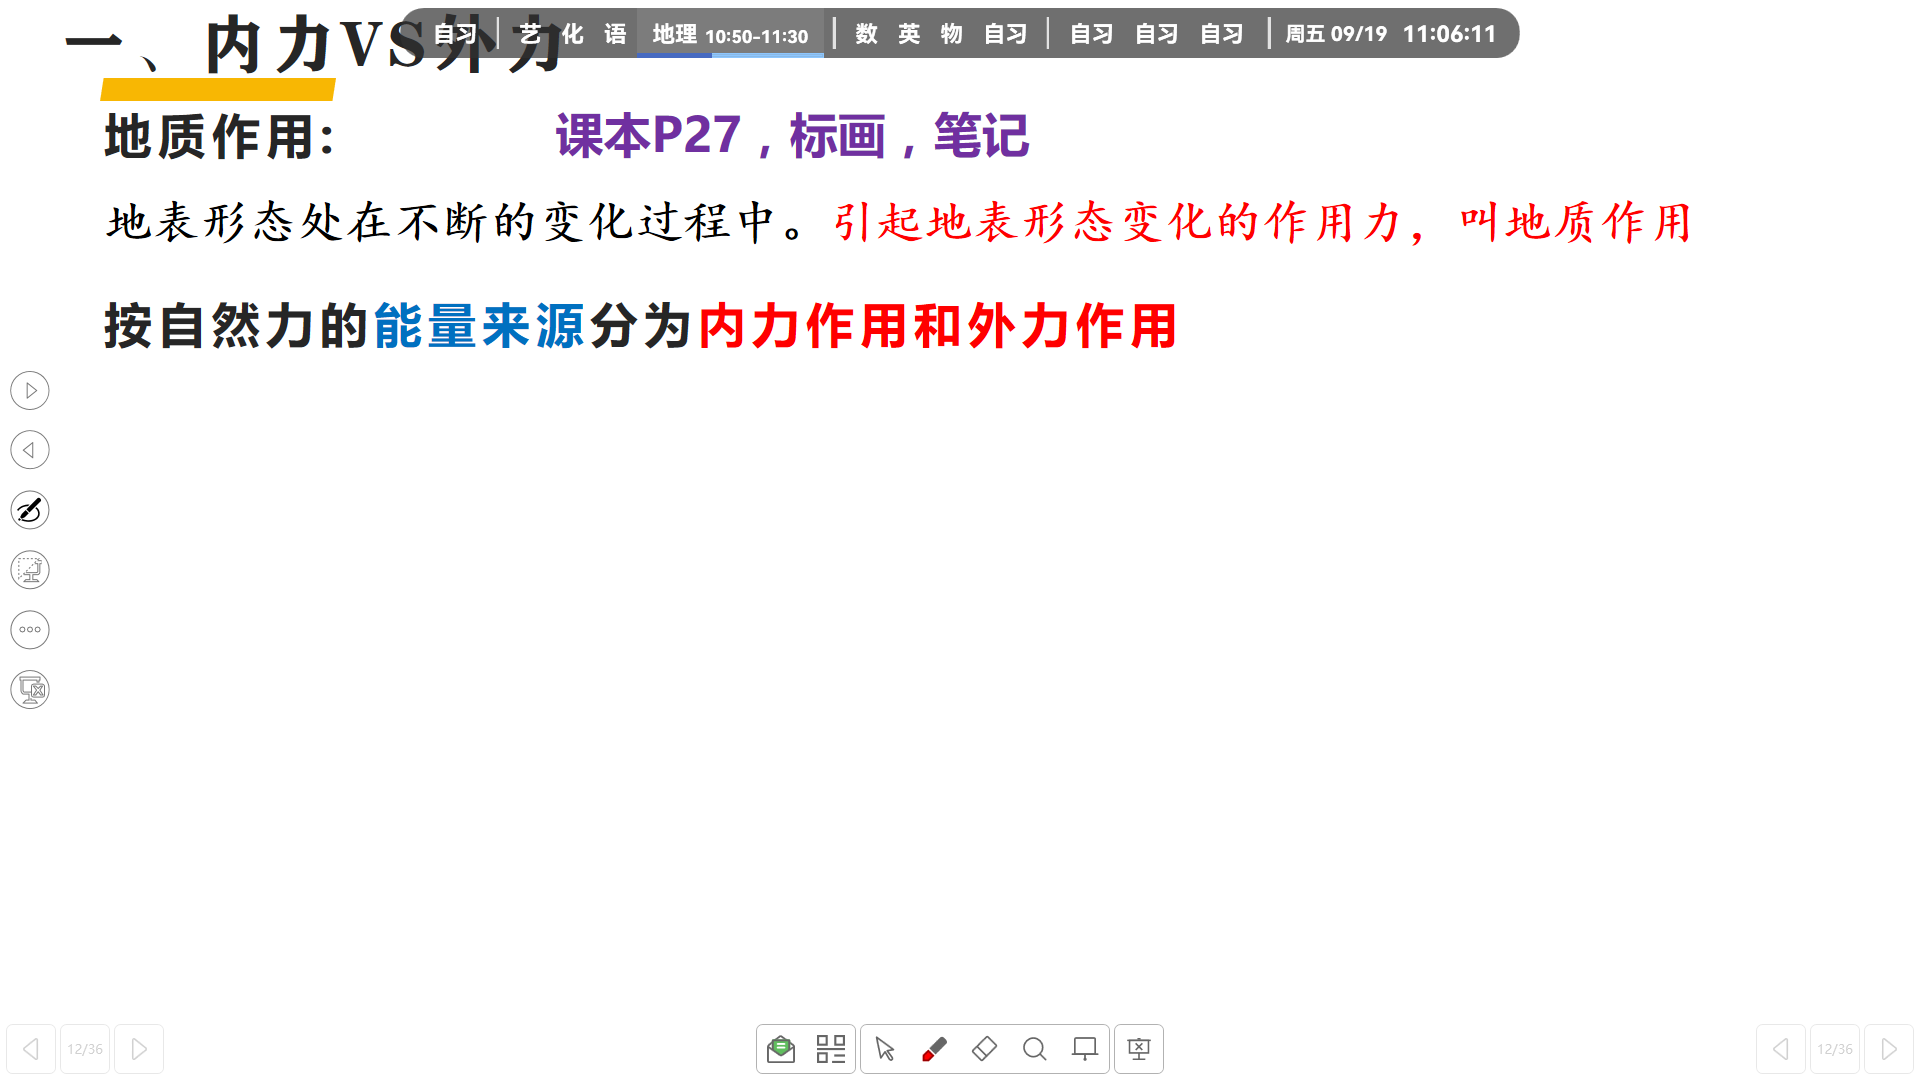 一、内力VS外力
自习 艺 化 语 地理 10:50-11:30 数 英 物 自习 自习 自习 自习 周五 09/19 11:06:11
地质作用: 课本P27，标画，笔记
地表形态处在不断的变化过程中。引起地表形态变化的作用力，叫地质作用
按自然力的能量来源分为内力作用和外力作用
12/36 12/36